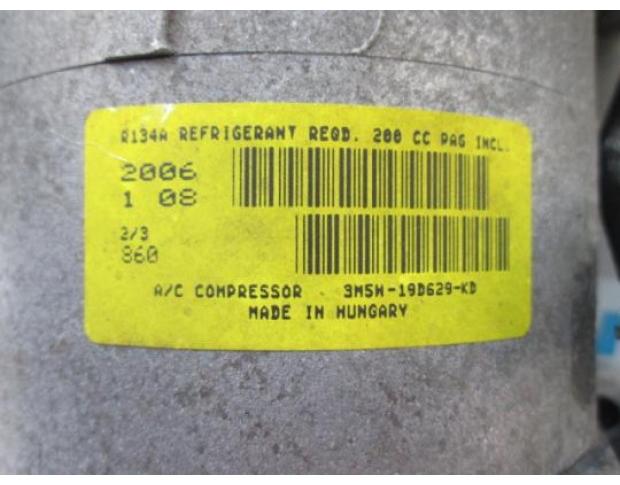 R134A REFRIGERANT REQD. 200 CC PAG INCL.
2006
1 08
2/3
860
A/C COMPRESSOR 3M5H-19D629-KD
MADE IN HUNGARY